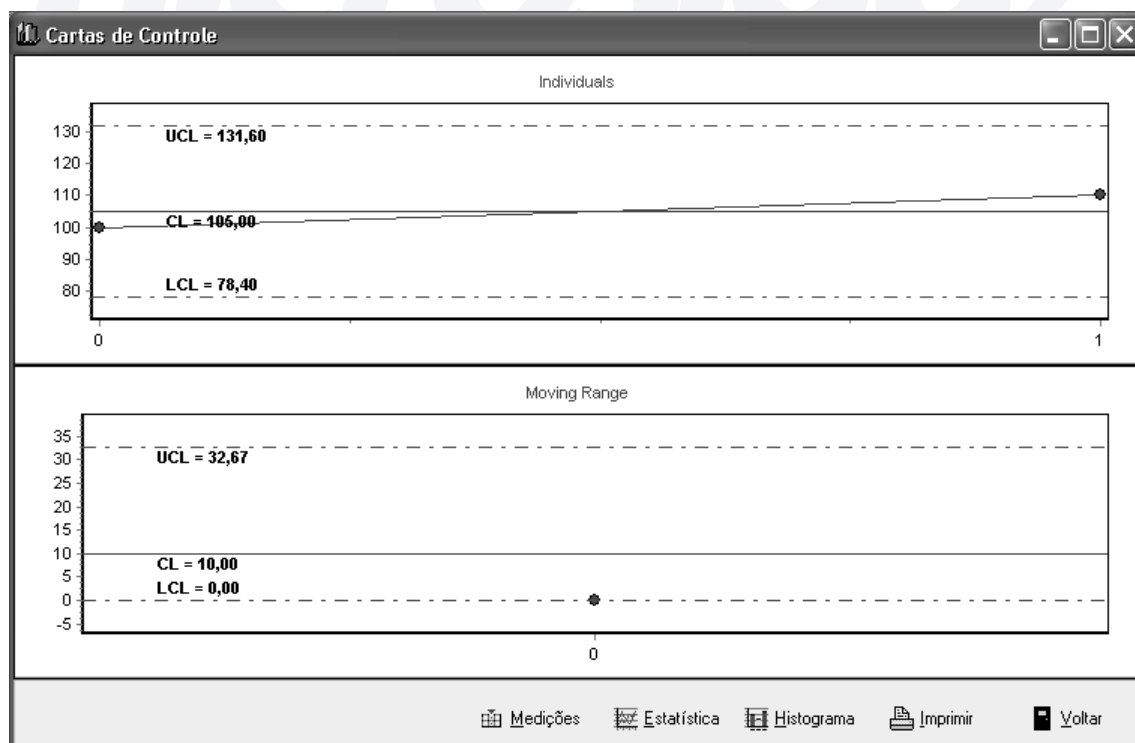 Cartas de Controle
Individuals
130
UCL = 131,60
120
110
CL = 105,00
100
90
LCL = 78,40
80
0 1
Moving Range
35
30
UCL = 32,67
25
20
15
10
CL = 10,00
5
LCL = 0,00
0
-5
0
Medições Estatística Histograma Imprimir Voltar